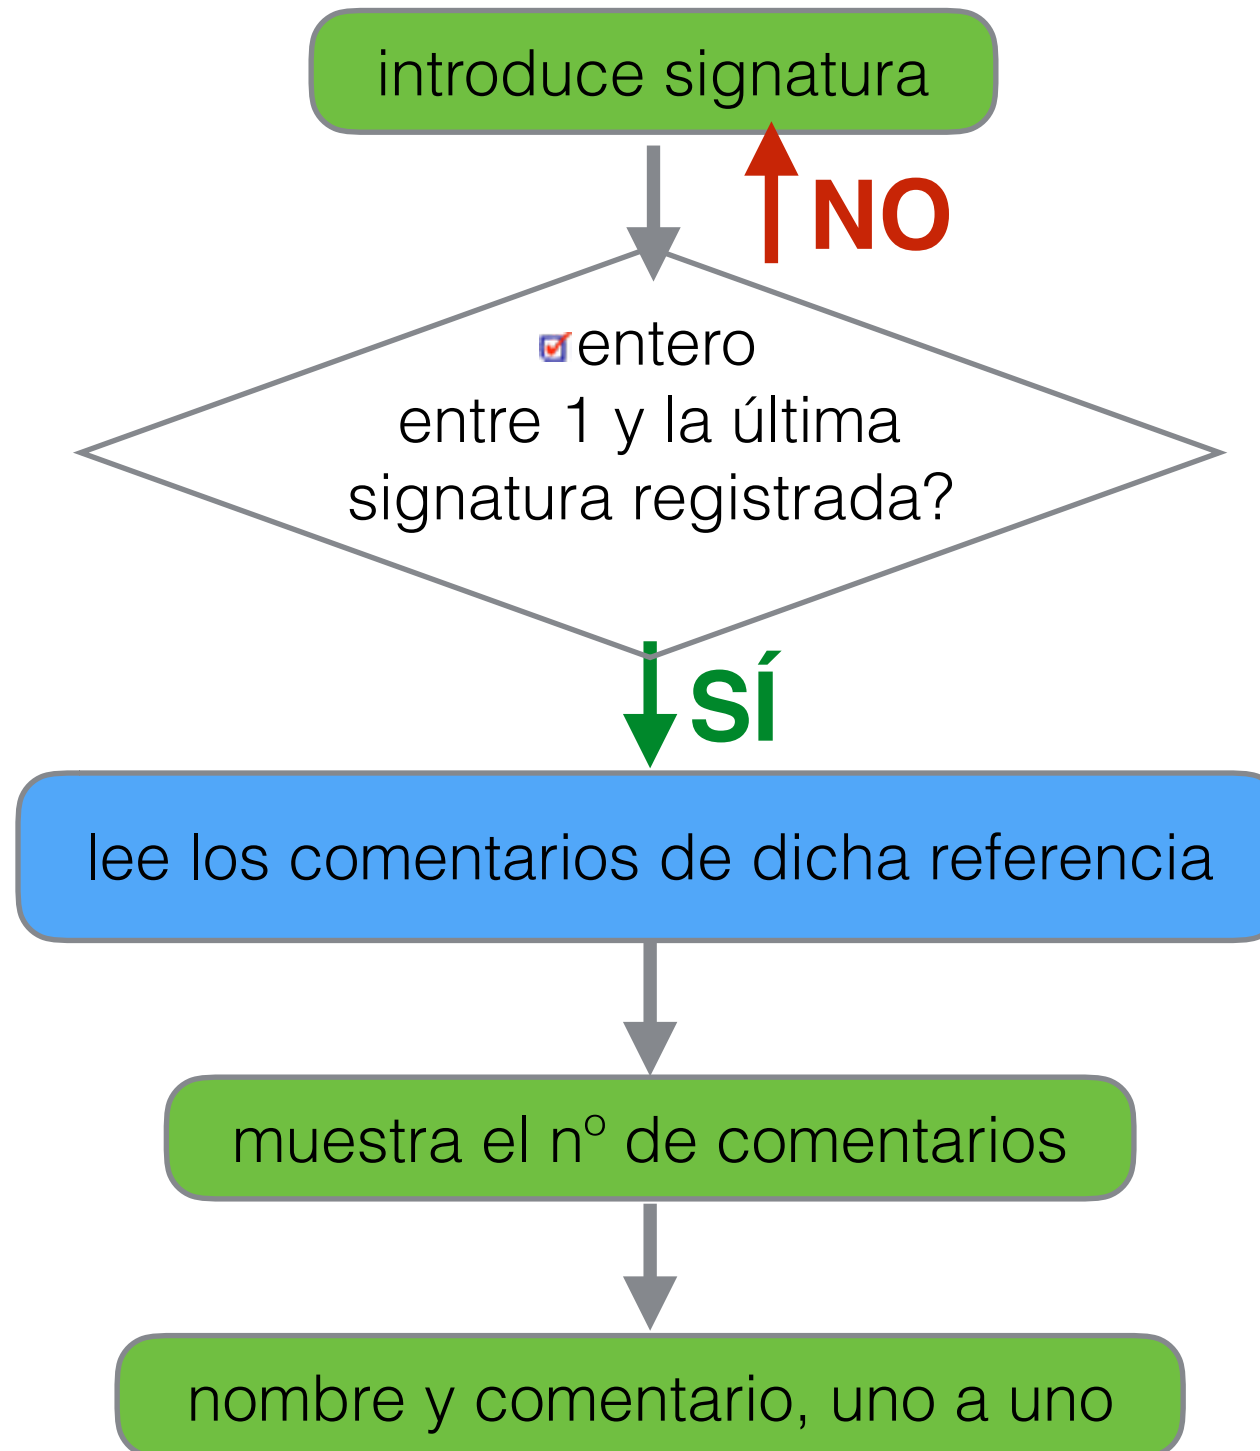 introduce signatura
NO
entero
entre 1 y la última
signatura registrada?
SÍ
lee los comentarios de dicha referencia
muestra el nº de comentarios
nombre y comentario, uno a uno